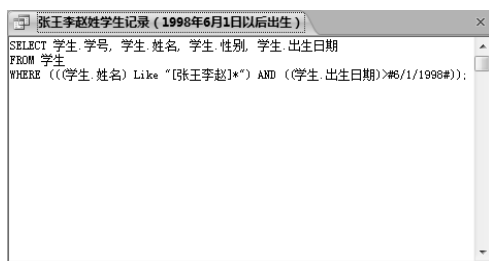 张王李赵姓学生记录（1998年6月1日以后出生）
SELECT 学生.学号, 学生.姓名, 学生.性别, 学生.出生日期
FROM 学生
WHERE (((学生.姓名) Like "[张王李赵]*") AND ((学生.出生日期)>#6/1/1998#));